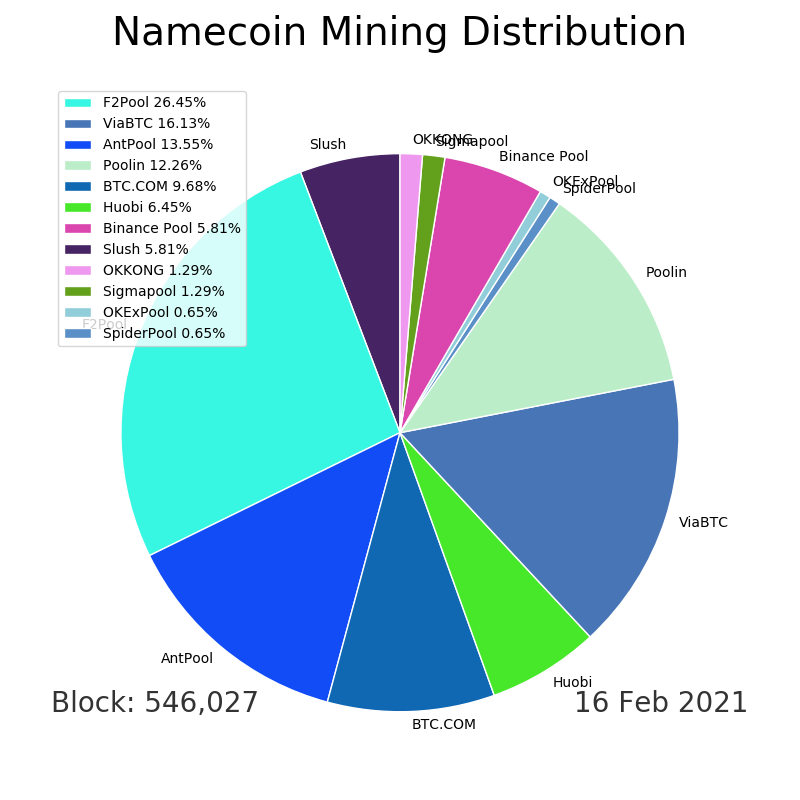 Namecoin Mining Distribution
F2Pool 26.45%
ViaBTC 16.13%
AntPool 13.55%
Poolin 12.26%
BTC.COM 9.68%
Huobi 6.45%
Binance Pool 5.81%
Slush 5.81%
OKKONG 1.29%
Sigmapool 1.29%
OKExPool 0.65%
SpiderPool 0.65%
OKKONG
Sigmapool
Slush
Binance Pool
OKExPool
SpiderPool
Poolin
F2Pool
ViaBTC
AntPool
Huobi
BTC.COM
Block: 546,027
16 Feb 2021